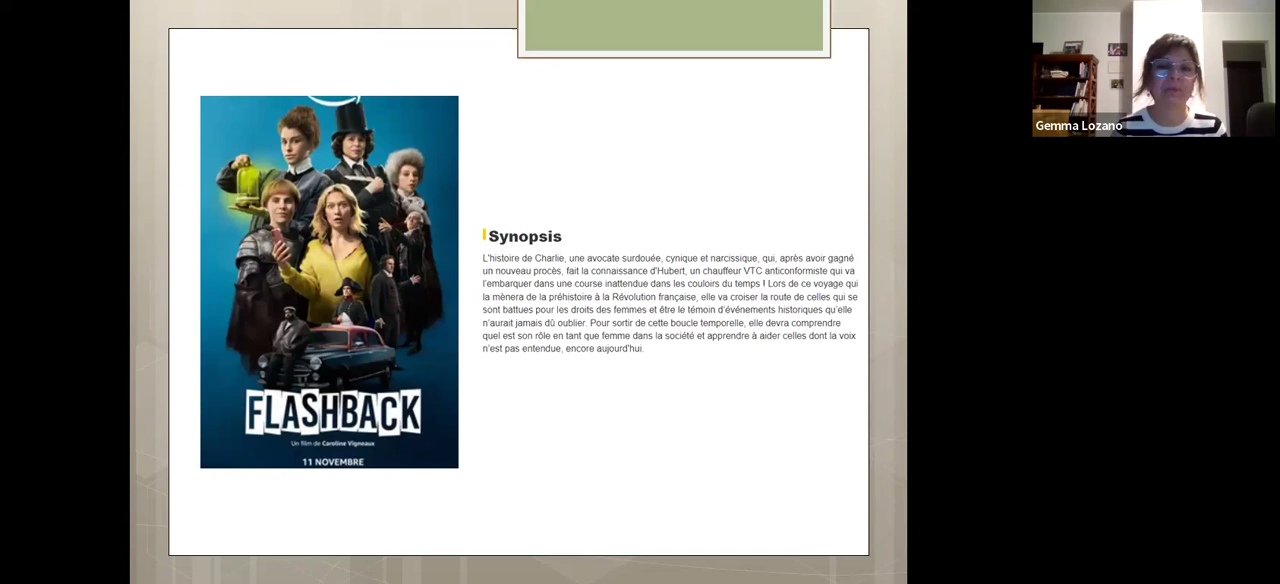 FLASHBACK
Un film de Caroline Vigneaux
11 NOVEMBRE
Synopsis
L'histoire de Charlie, une avocate surdouée, cynique et narcissique, qui, après avoir gagné
un nouveau procès, fait la connaissance d'Hubert, un chauffeur VTC anticonformiste qui va
l'embarquer dans une course inattendue dans les couloirs du temps ! Lors de ce voyage qui
la mènera de la préhistoire à la Révolution française, elle va croiser la route de celles qui se
sont battues pour les droits des femmes et être le témoin d'événements historiques qu'elle
n'aurait jamais dû oublier. Pour sortir de cette boucle temporelle, elle devra comprendre
quel est son rôle en tant que femme dans la société et apprendre à aider celles dont la voix
n'est pas entendue, encore aujourd'hui.
Gemma Lozano